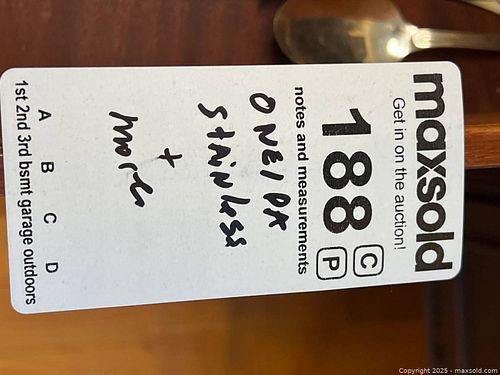 maxsold
Get in on the auction!
188 C P
notes and measurements
ONEIDA
stainless
+
more
A B C D
1st 2nd 3rd bsmt garage outdoors
Copyright 2025 - maxsold.com